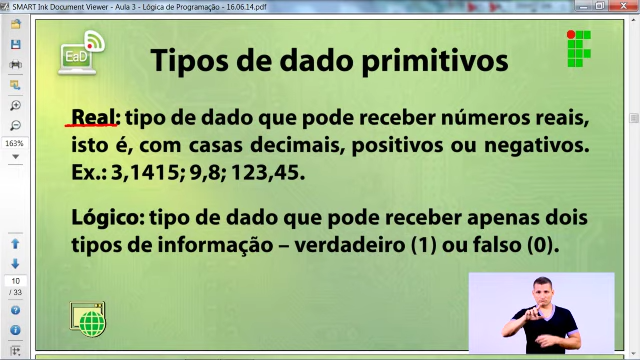 SMART Ink Document Viewer - Aula 3 - Lógica de Programação - 16.06.14.pdf
EaD
Tipos de dado primitivos
Real: tipo de dado que pode receber números reais,
isto é, com casas decimais, positivos ou negativos.
Ex.: 3,1415; 9,8; 123,45.
Lógico: tipo de dado que pode receber apenas dois
tipos de informação – verdadeiro (1) ou falso (0).
163%
10
/ 33